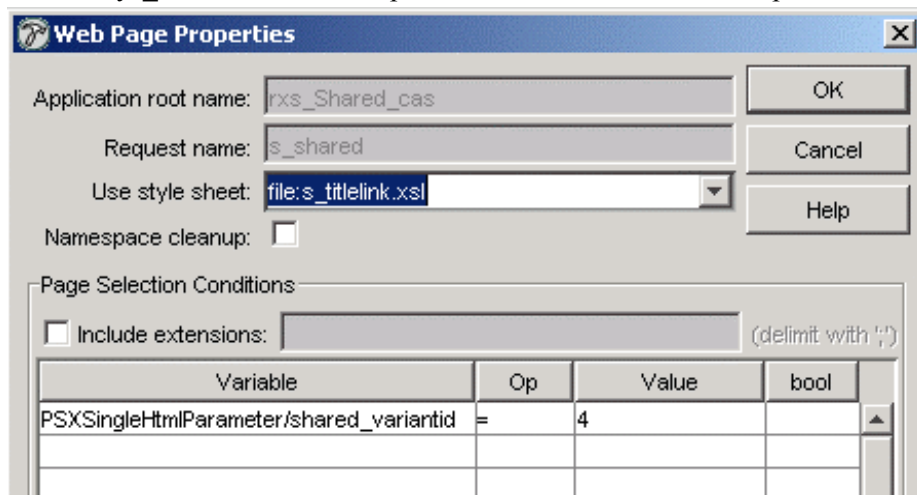 Web Page Properties
Application root name: rxs_Shared_cas
OK
Request name: s_shared
Cancel
Use style sheet: file:s_titlelink.xsl
Help
Namespace cleanup:
Page Selection Conditions
Include extensions: (delimit with ';')
Variable Op Value bool
PSXSingleHtmlParameter/shared_variantid = 4